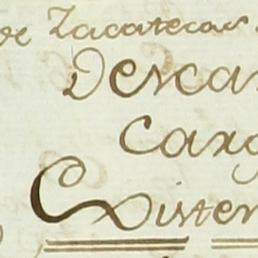 de Zacatecas.
Descar
Carg
Existen